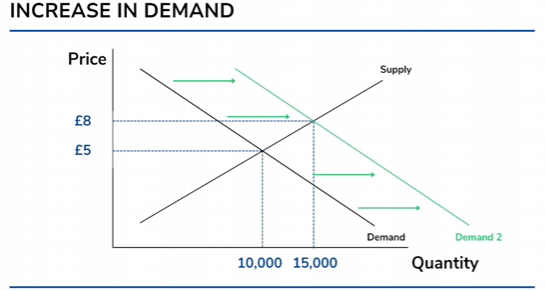 INCREASE IN DEMAND
Price
Supply
£8
£5
Demand
Demand 2
10,000 15,000
Quantity